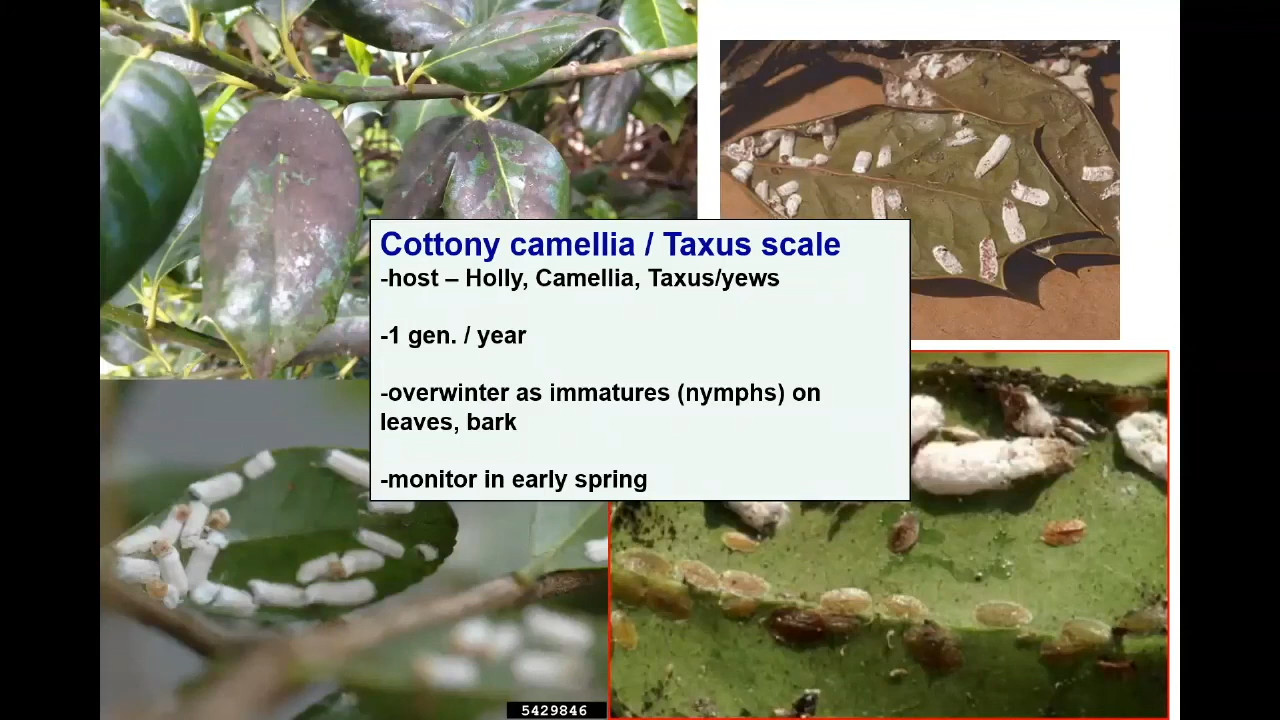 Cottony camellia / Taxus scale
-host – Holly, Camellia, Taxus/yews
-1 gen. / year
-overwinter as immatures (nymphs) on
leaves, bark
-monitor in early spring
5429846